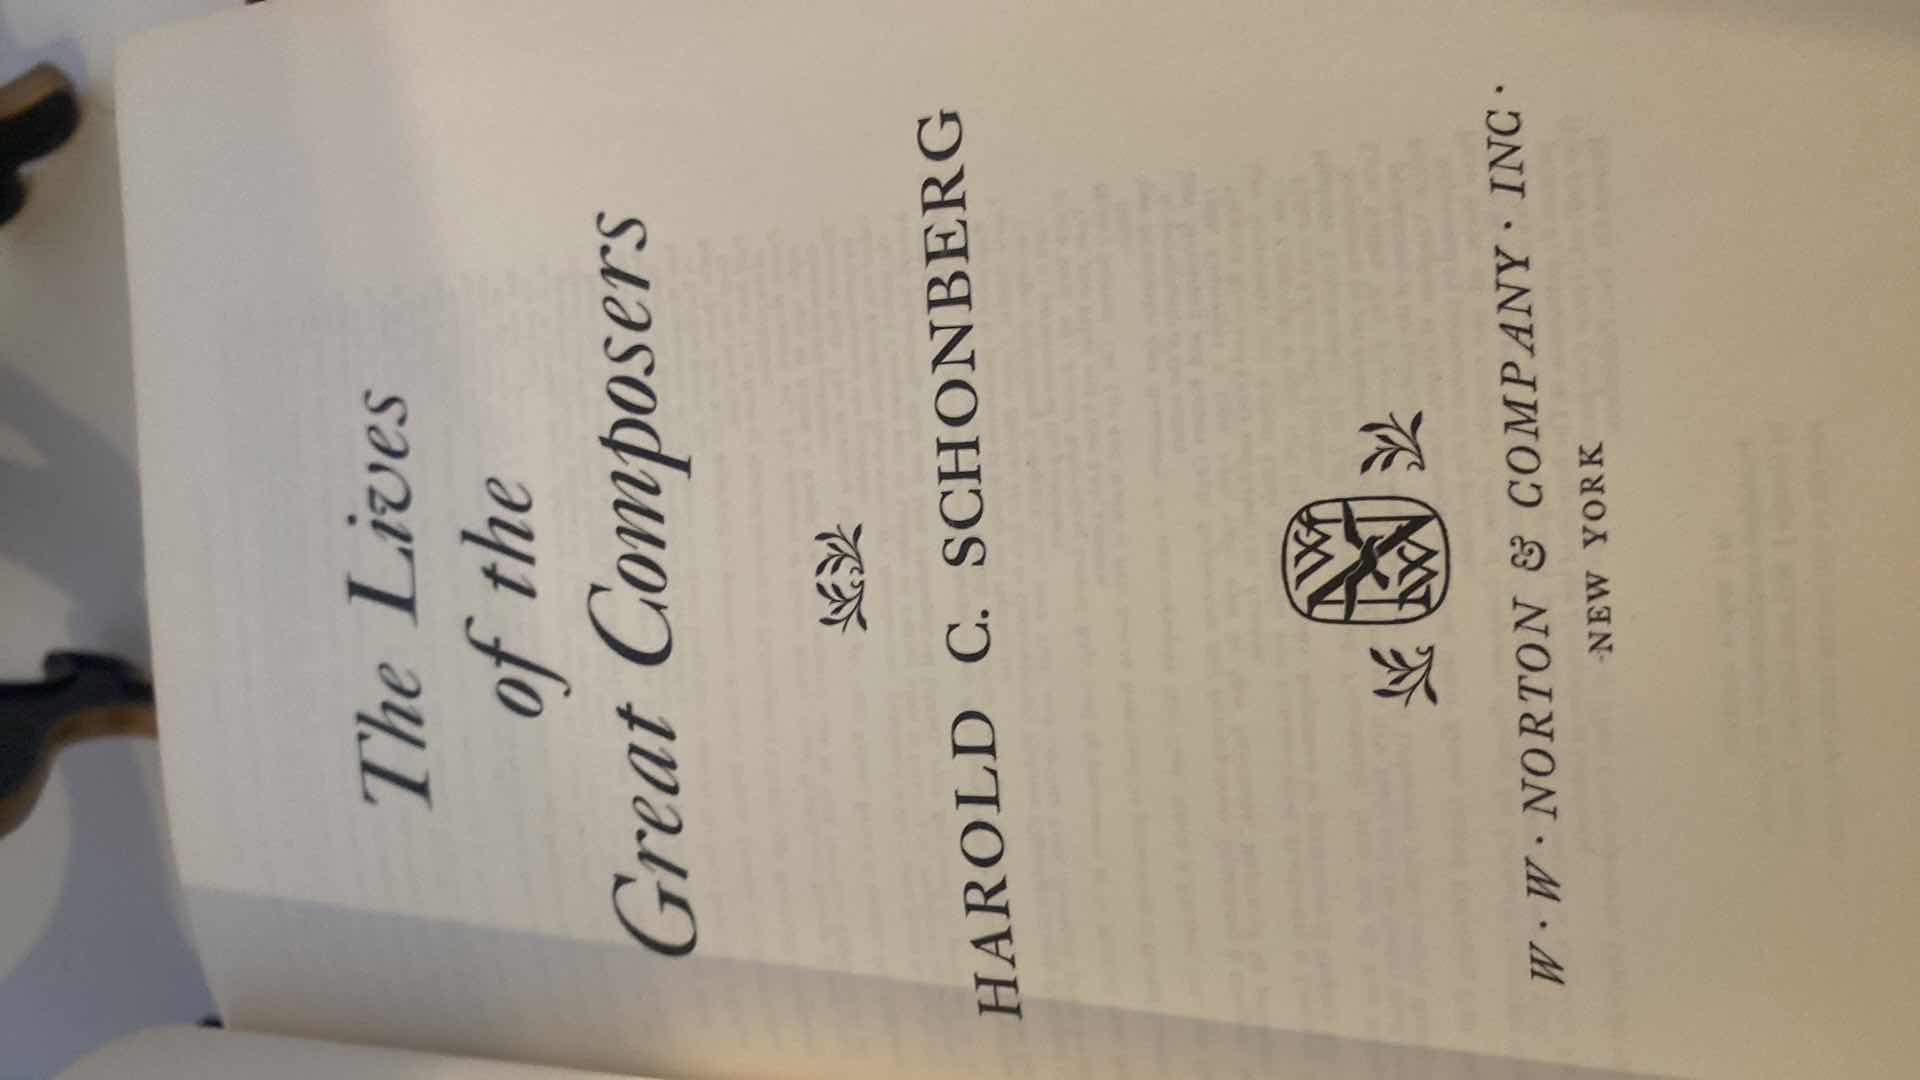 The Lives
of the
Great Composers
HAROLD C. SCHONBERG
W · W · NORTON & COMPANY · INC ·
NEW YORK